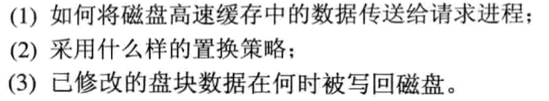 (1) 如何将磁盘高速缓存中的数据传送给请求进程；
(2) 采用什么样的置换策略；
(3) 已修改的盘块数据在何时被写回磁盘。